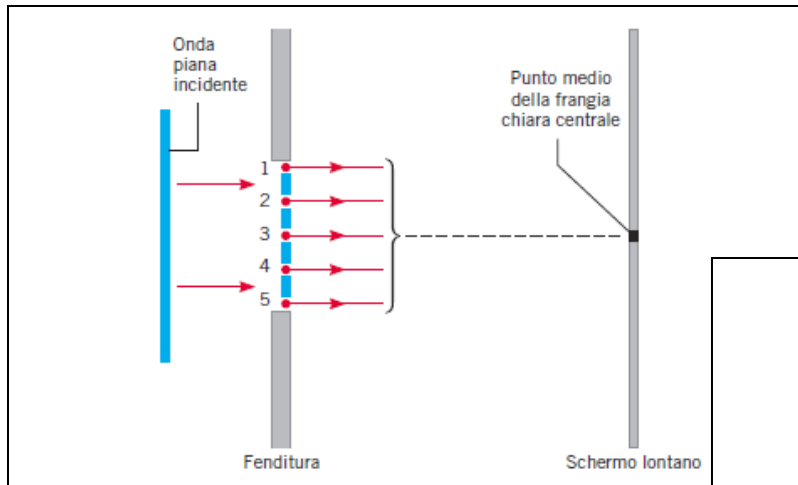 Onda
piana
incidente
Punto medio
della frangia
chiara centrale
1
2
3
4
5
Fenditura
Schermo lontano